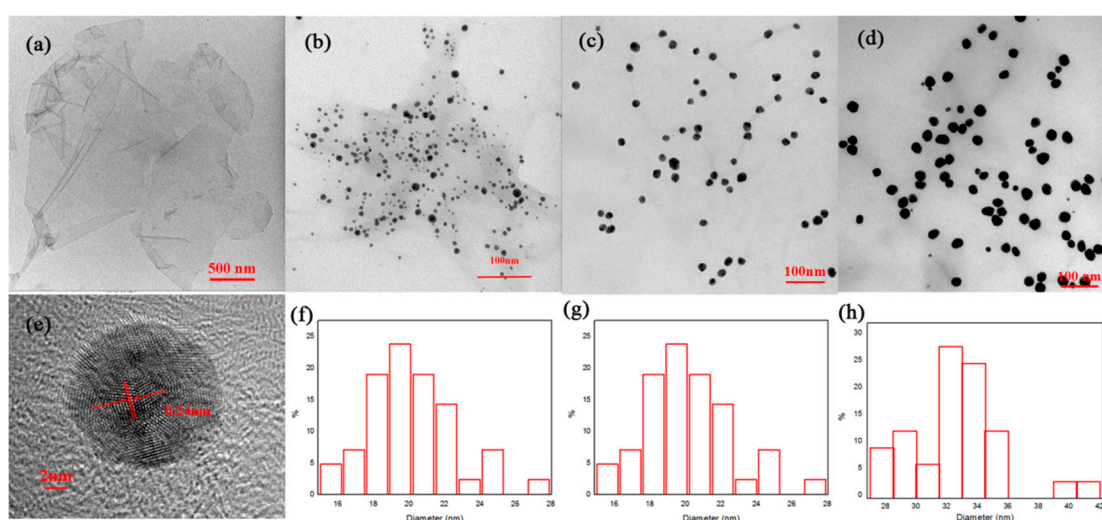 (a)
500 nm
(b)
100nm
(c)
100nm
(d)
100 nm
(e)
0.24nm
2nm
(f)
25
20
15
10
5
0
%
16 18 20 22 24 26 28
Diameter (nm)
(g)
25
20
15
10
5
0
%
16 18 20 22 24 26 28
Diameter (nm)
(h)
30
25
20
15
10
5
0
%
28 30 32 34 36 38 40 42
Diameter (nm)